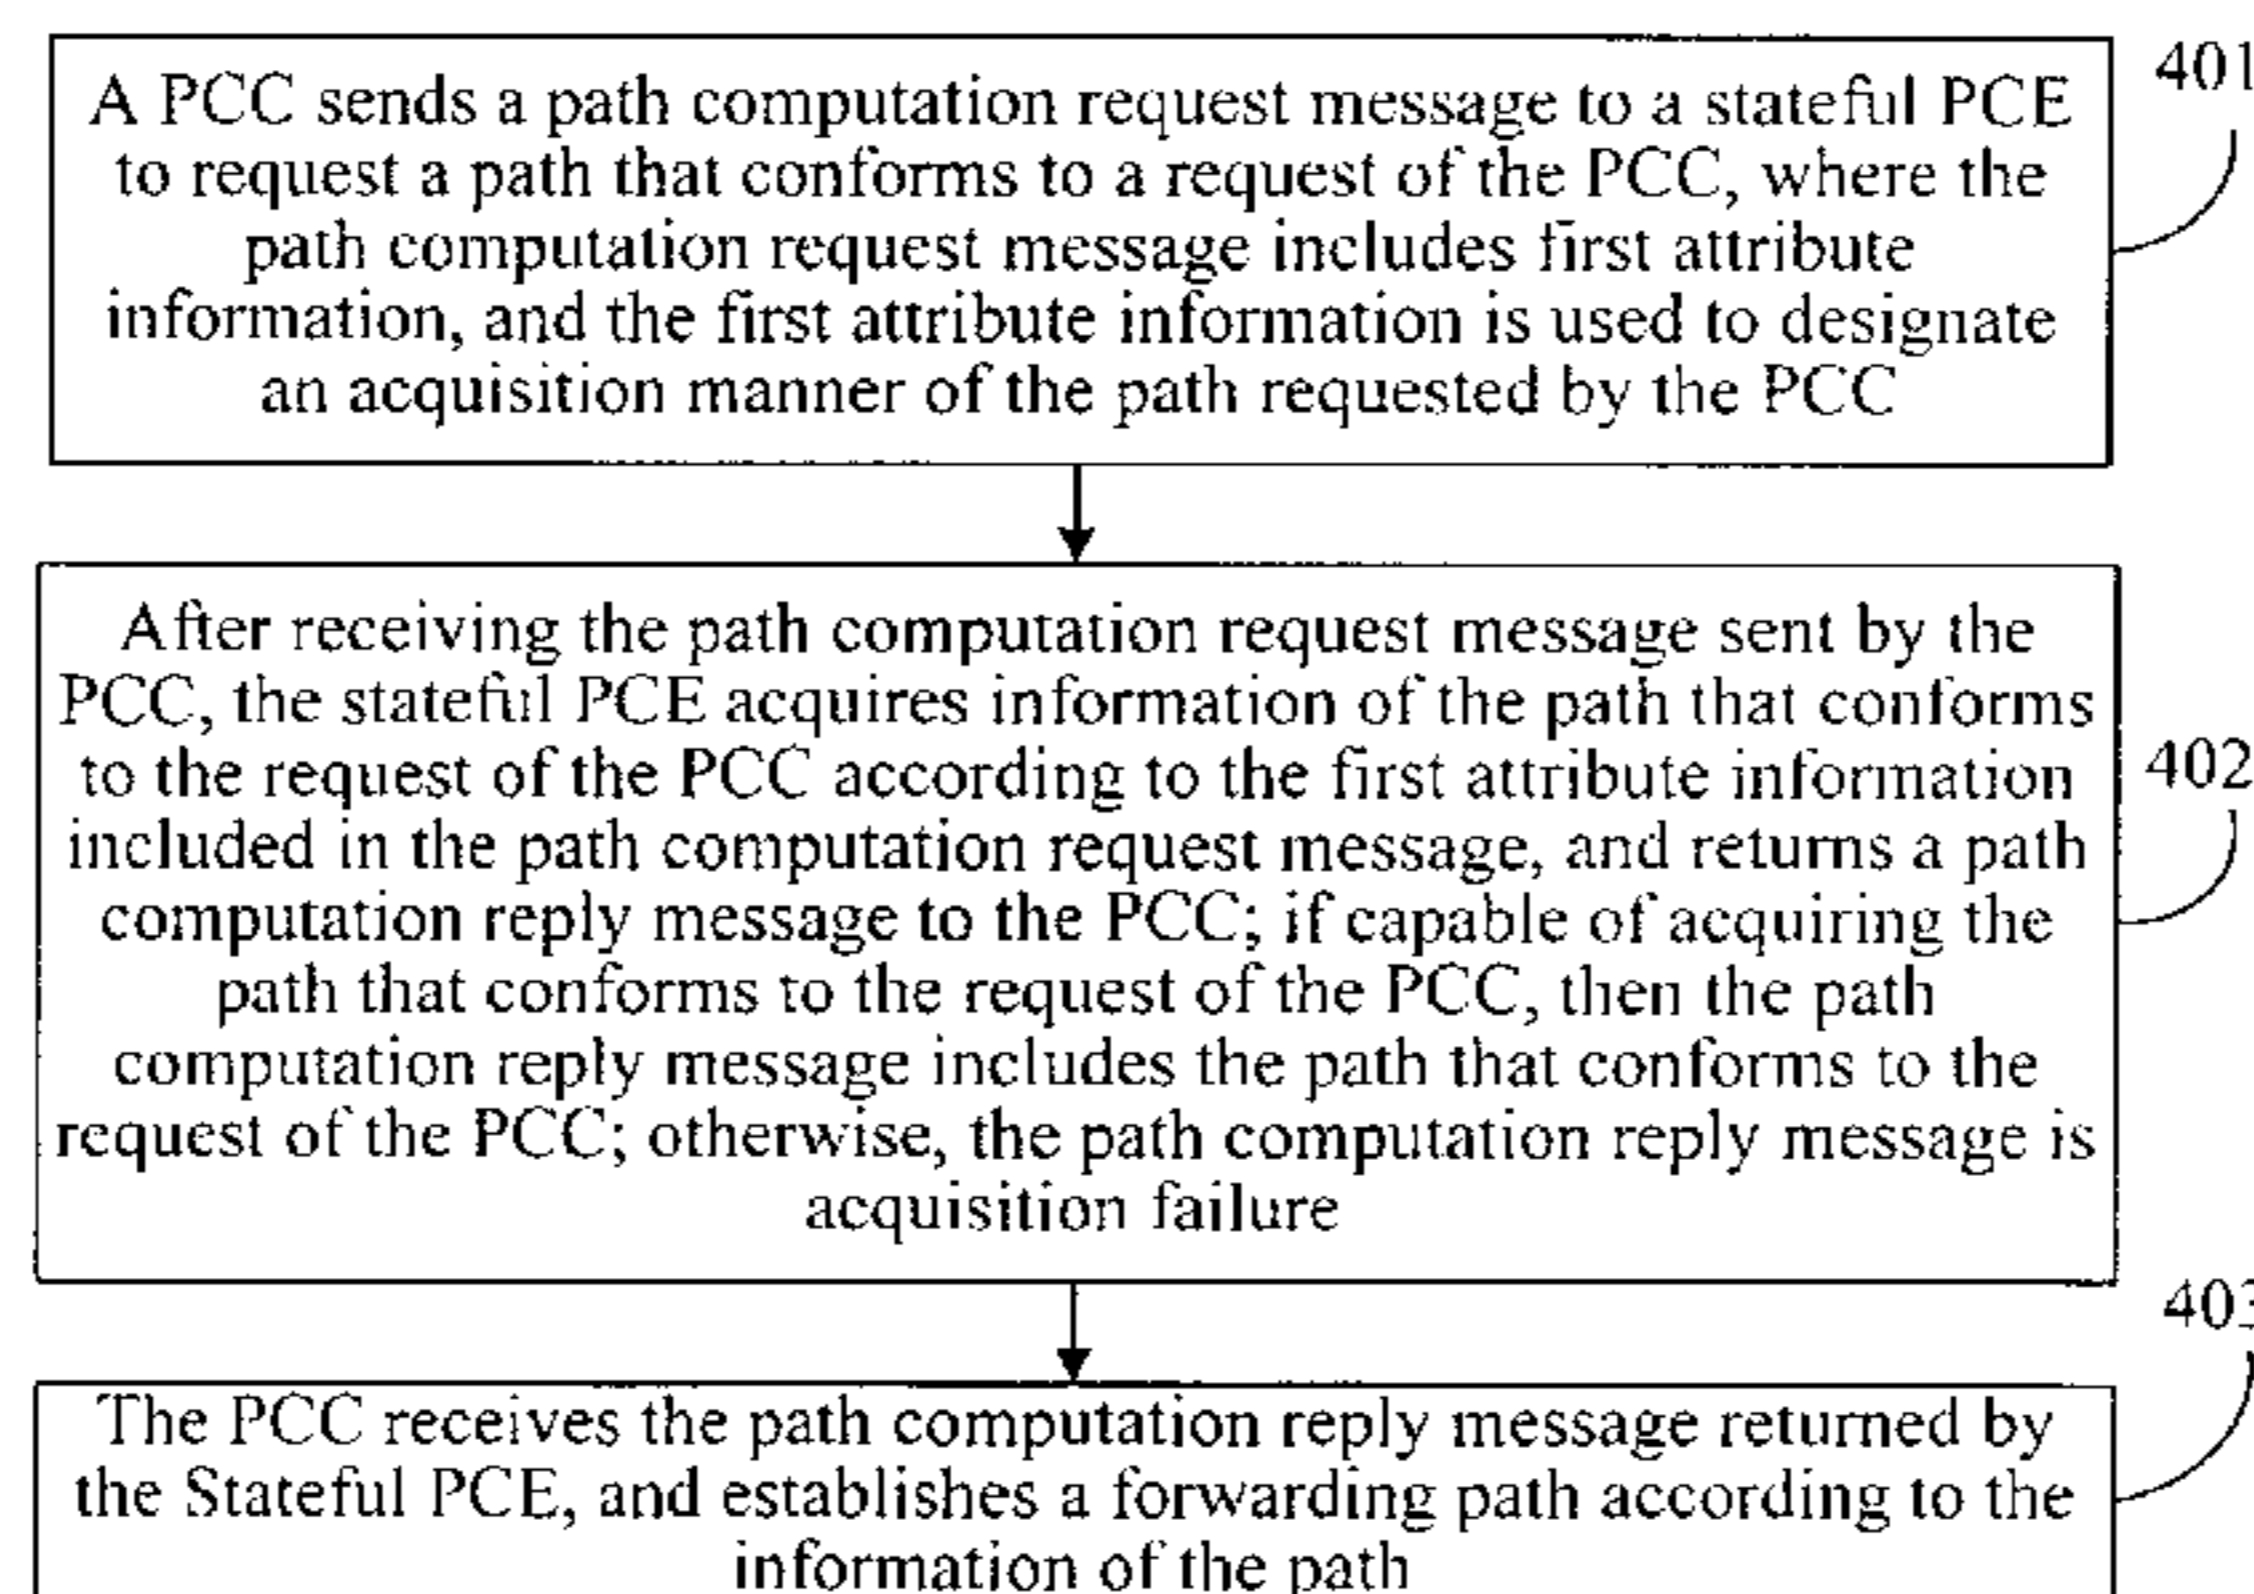 401
A PCC sends a path computation request message to a stateful PCE
to request a path that conforms to a request of the PCC, where the
path computation request message includes first attribute
information, and the first attribute information is used to designate
an acquisition manner of the path requested by the PCC
After receiving the path computation request message sent by the
PCC, the stateful PCE acquires information of the path that conforms
to the request of the PCC according to the first attribute information
402
included in the path computation request message, and returns a path
computation reply message to the PCC; if capable of acquiring the
path that conforms to the request of the PCC, then the path
computation reply message includes the path that conforms to the
request of the PCC; otherwise, the path computation reply message is
acquisition failure
403
The PCC receives the path computation reply message returned by
the Stateful PCE, and establishes a forwarding path according to the
information of the path